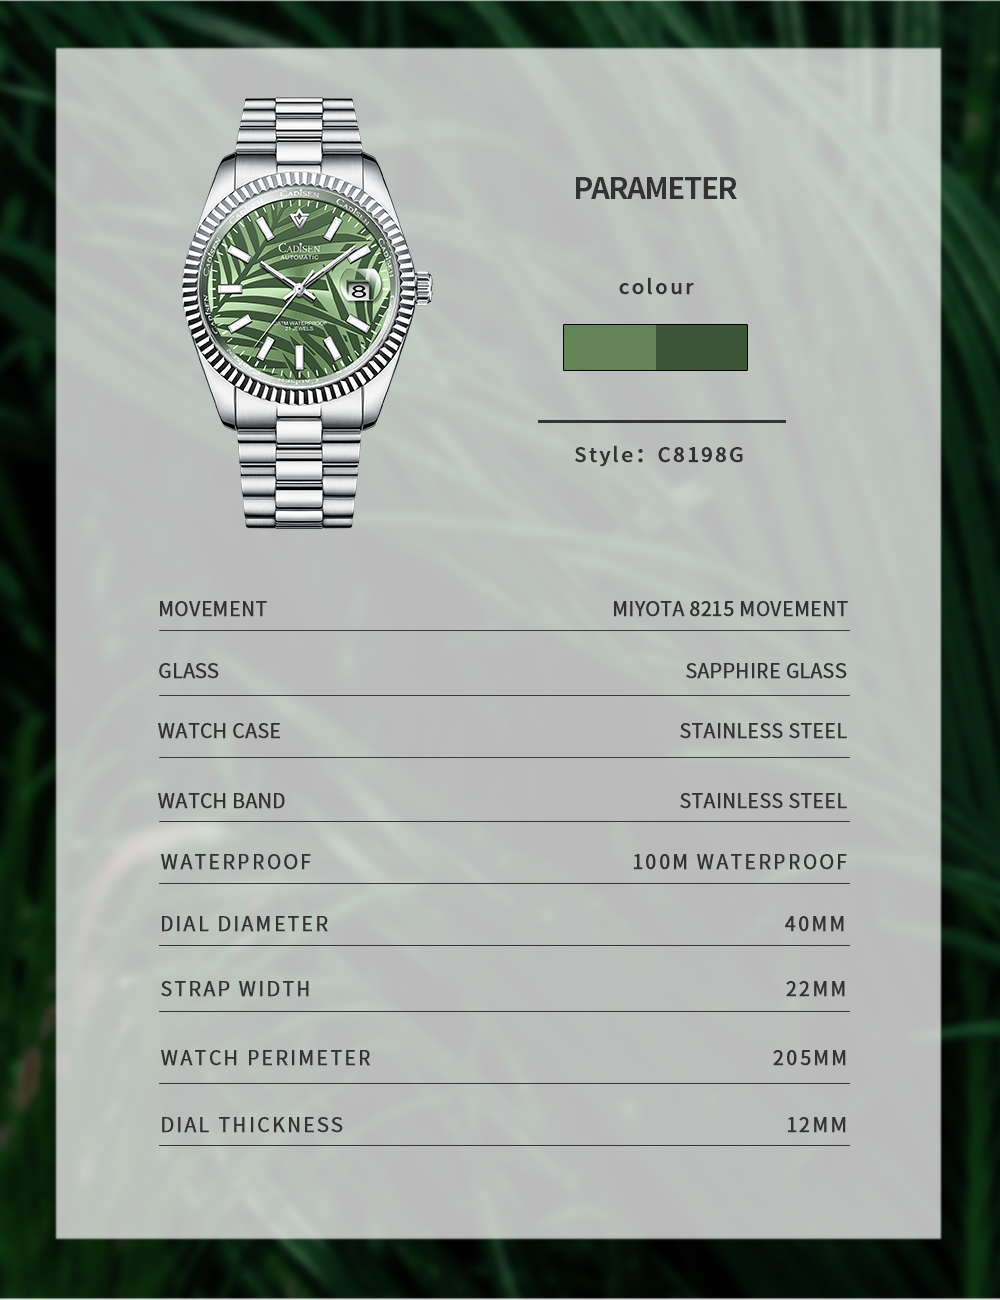 CADISEN
CADISEN
CADISEN
AUTOMATIC
8
WATERPROOF
21 JEWELS
PARAMETER
colour
Style: C8198G
MOVEMENT MIYOTA 8215 MOVEMENT
GLASS SAPPHIRE GLASS
WATCH CASE STAINLESS STEEL
WATCH BAND STAINLESS STEEL
WATERPROOF 100M WATERPROOF
DIAL DIAMETER 40MM
STRAP WIDTH 22MM
WATCH PERIMETER 205MM
DIAL THICKNESS 12MM